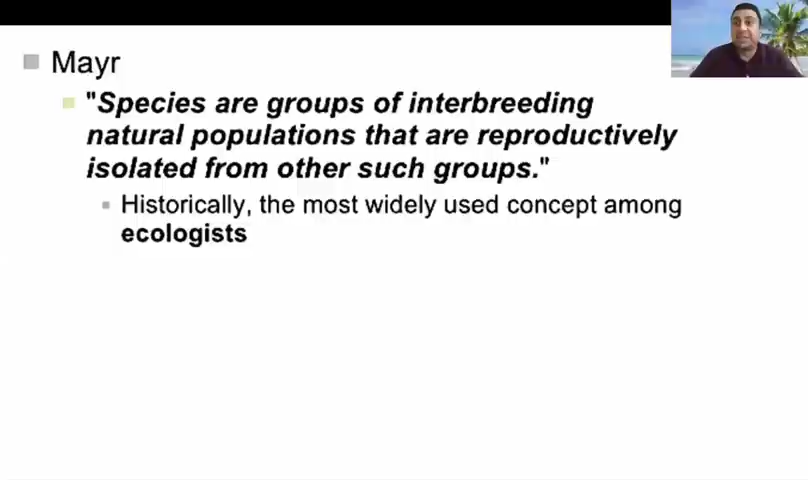 Mayr
"Species are groups of interbreeding
natural populations that are reproductively
isolated from other such groups."
Historically, the most widely used concept among
ecologists